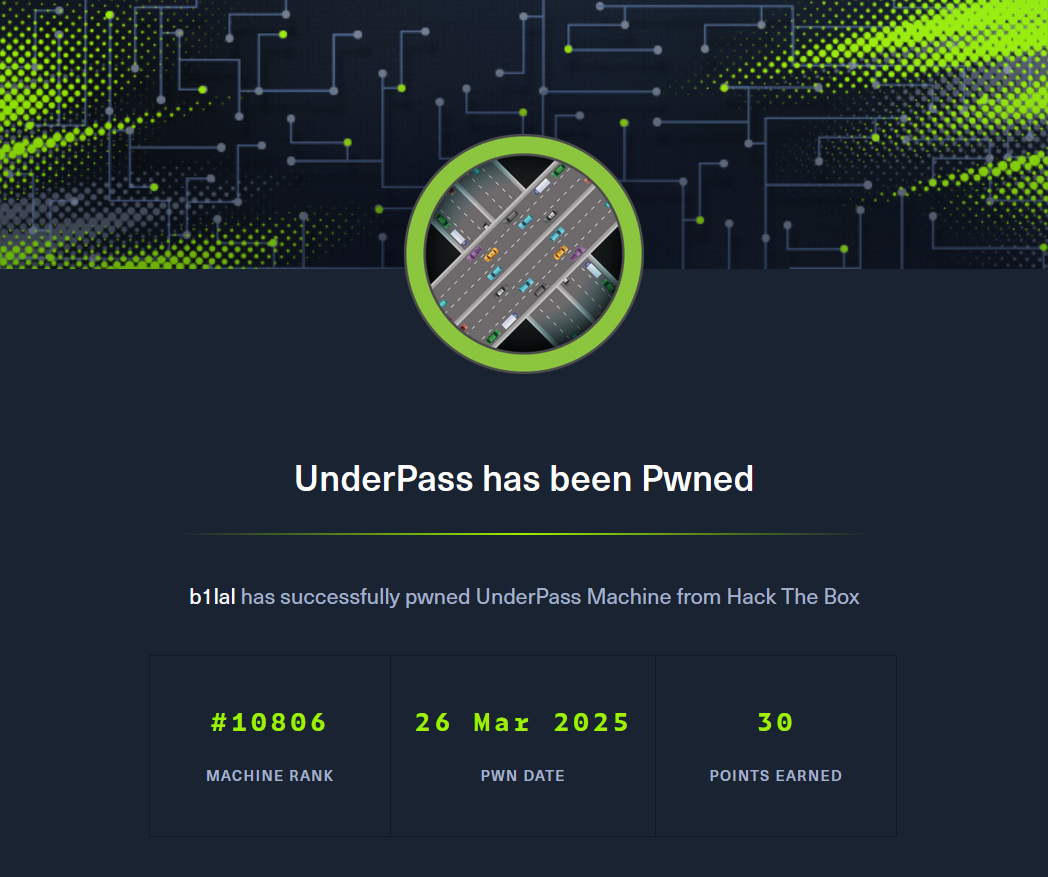 UnderPass has been Pwned
b1lal has successfully pwned UnderPass Machine from Hack The Box
#10806 26 Mar 2025 30
MACHINE RANK PWN DATE POINTS EARNED